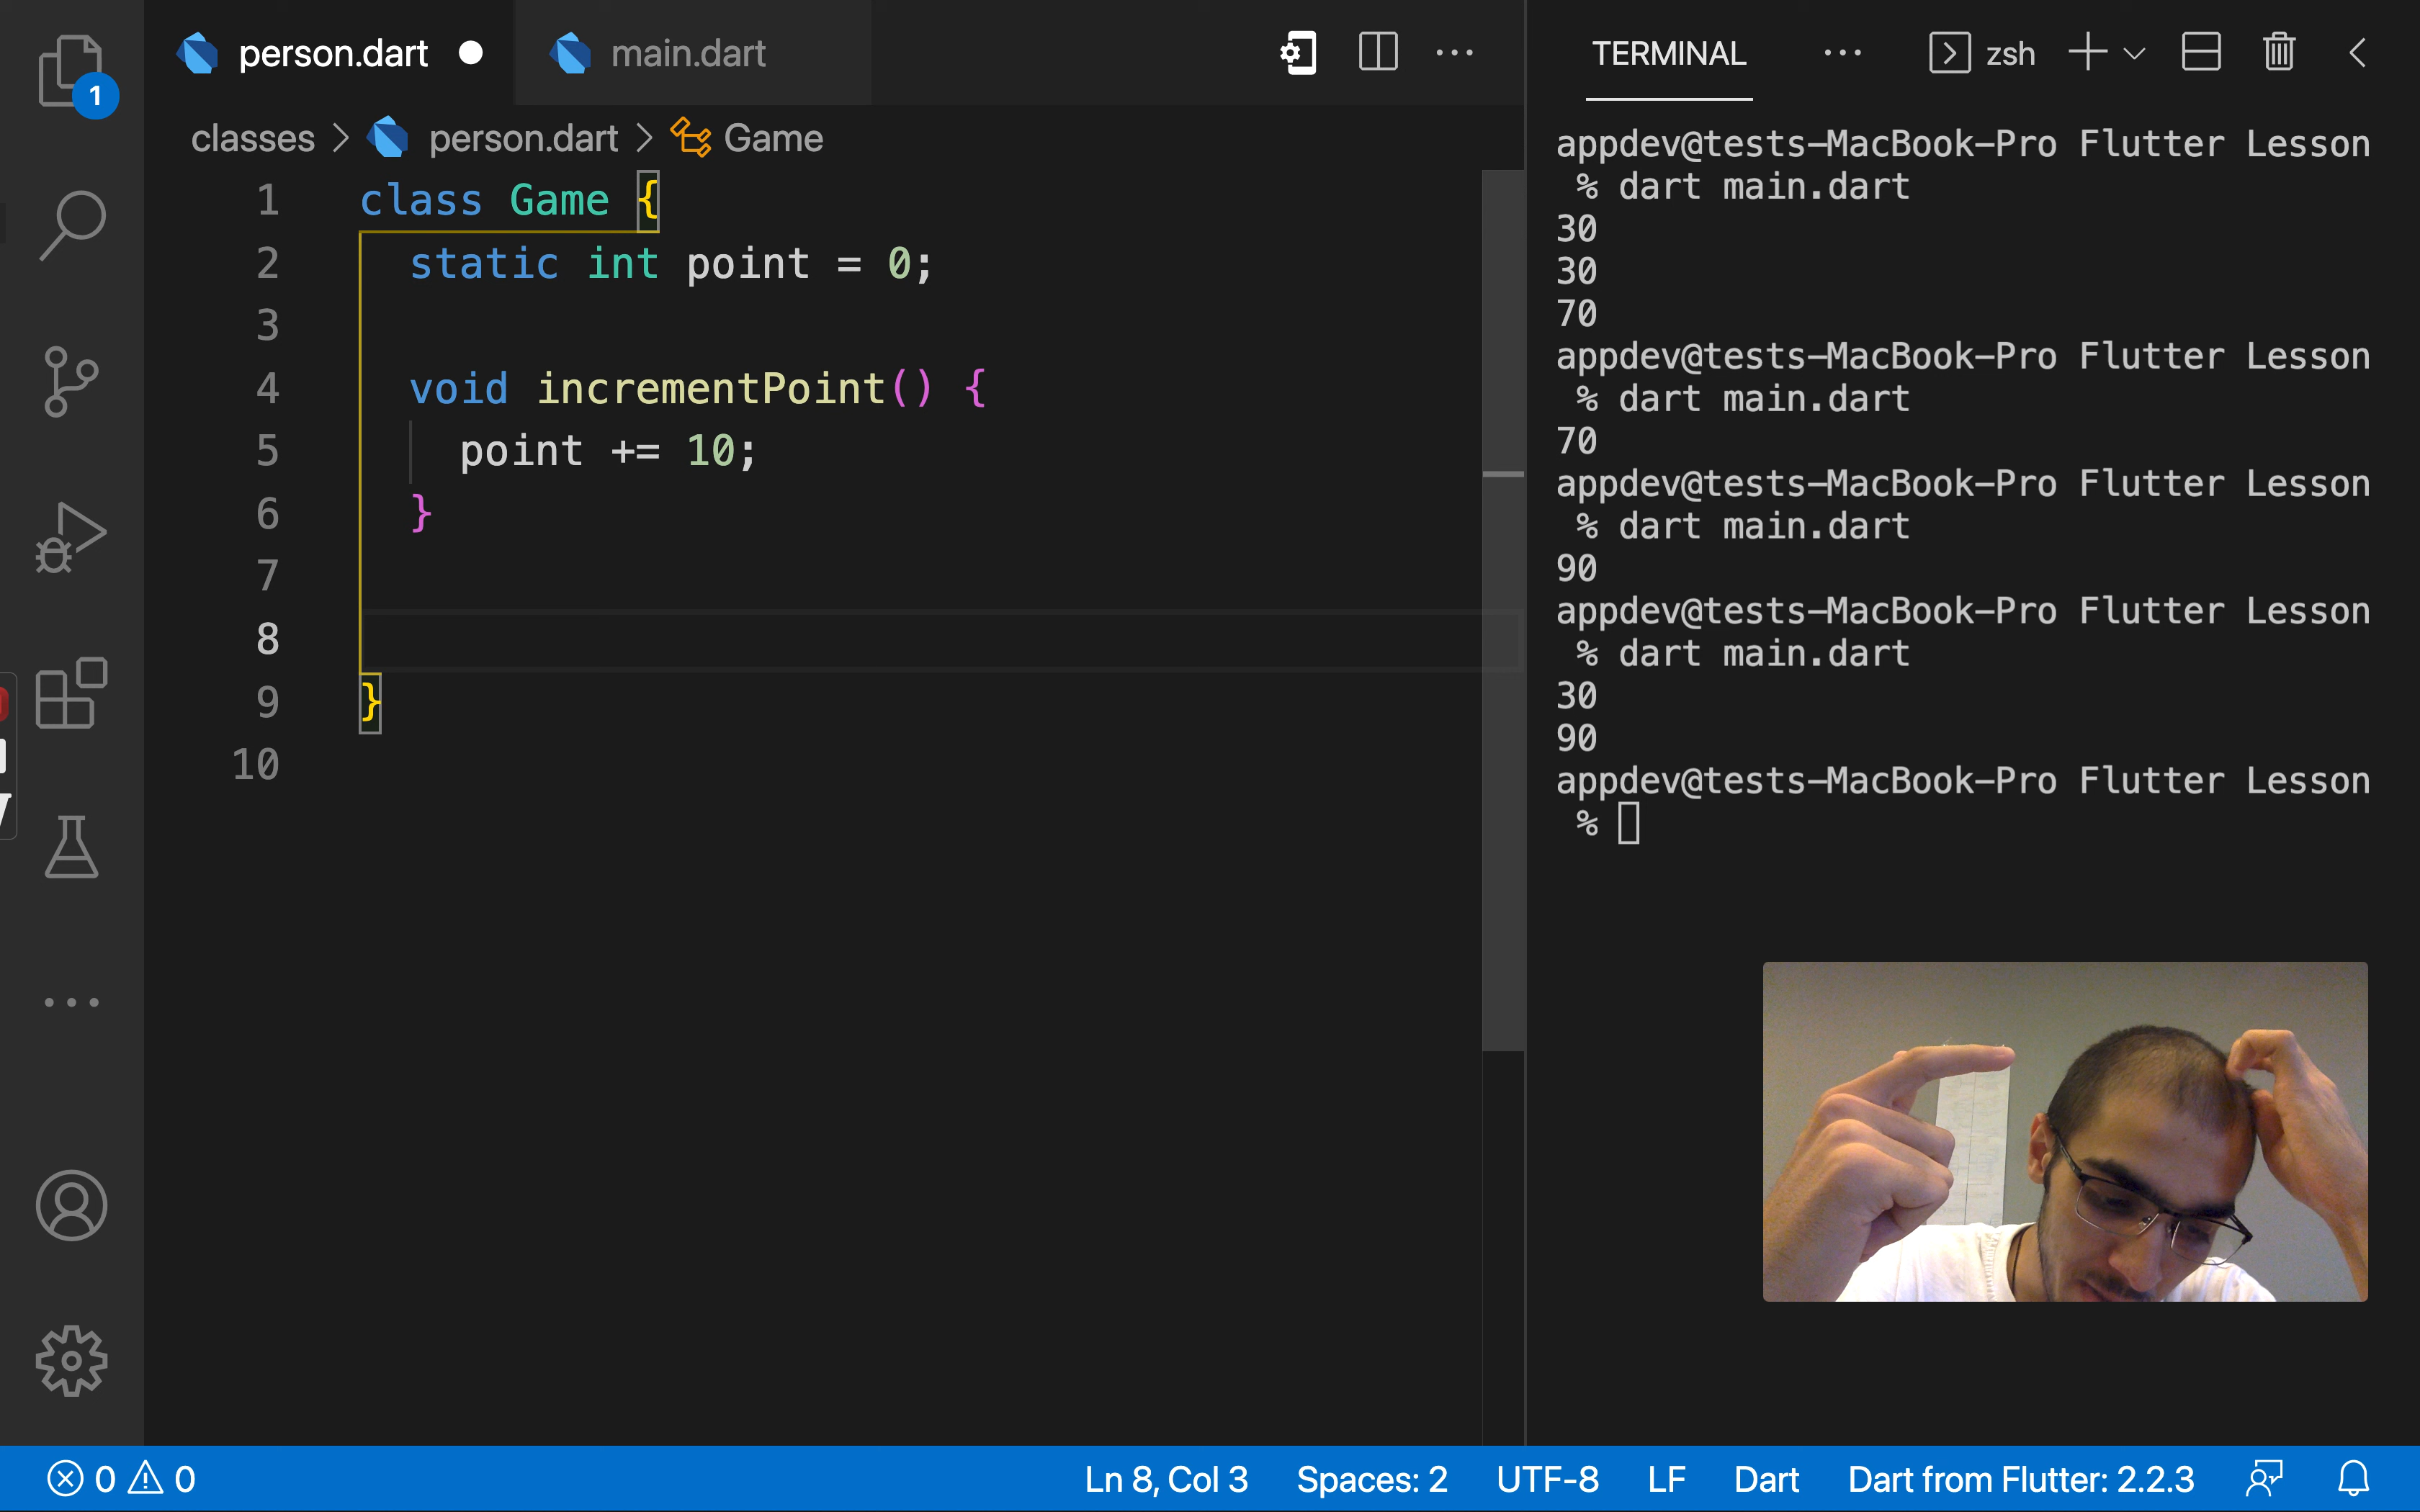 person.dart
main.dart
classes > person.dart > Game
1 class Game {
2 static int point = 0;
3
4 void incrementPoint() {
5 point += 10;
6 }
7
8
9 }
10
1
TERMINAL
zsh
appdev@tests-MacBook-Pro Flutter Lesson
% dart main.dart
30
30
70
appdev@tests-MacBook-Pro Flutter Lesson
% dart main.dart
70
appdev@tests-MacBook-Pro Flutter Lesson
% dart main.dart
90
appdev@tests-MacBook-Pro Flutter Lesson
% dart main.dart
30
90
appdev@tests-MacBook-Pro Flutter Lesson
%
0 0
Ln 8, Col 3 Spaces: 2 UTF-8 LF Dart Dart from Flutter: 2.2.3